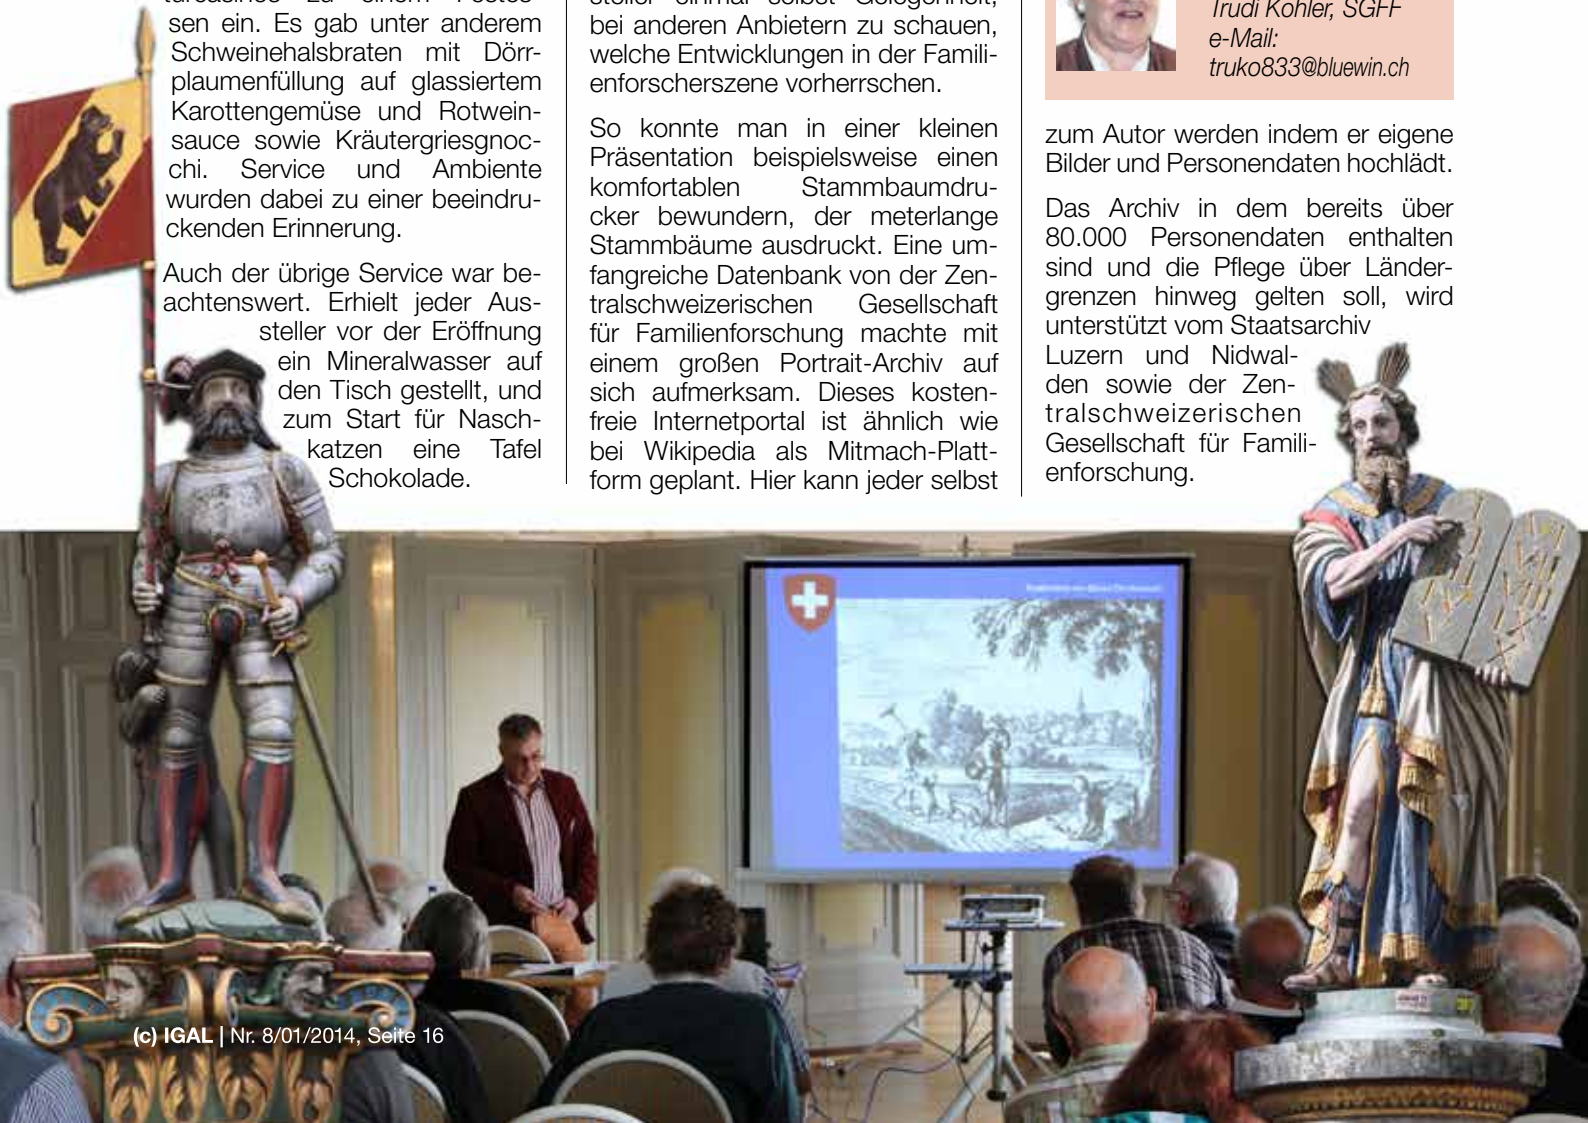 sen ein. Es gab unter anderem
Schweinehalsbraten mit Dörr-
plaumenfüllung auf glassiertem
Karottengemüse und Rotwein-
sauce sowie Kräutergriesgnoc-
chi. Service und Ambiente
wurden dabei zu einer beeindru-
ckenden Erinnerung.
Auch der übrige Service war be-
achtenswert. Erhielt jeder Aus-
steller vor der Eröffnung
ein Mineralwasser auf
den Tisch gestellt, und
zum Start für Nasch-
katzen eine Tafel
Schokolade.
steller einmal selbst Gelegenheit,
bei anderen Anbietern zu schauen,
welche Entwicklungen in der Famili-
enforscherszene vorherrschen.
So konnte man in einer kleinen
Präsentation beispielsweise einen
komfortablen Stammbaumdru-
cker bewundern, der meterlange
Stammbäume ausdruckt. Eine um-
fangreiche Datenbank von der Zen-
tralschweizerischen Gesellschaft
für Familienforschung machte mit
einem großen Portrait-Archiv auf
sich aufmerksam. Dieses kosten-
freie Internetportal ist ähnlich wie
bei Wikipedia als Mitmach-Platt-
form geplant. Hier kann jeder selbst
Trudi Kohler, SGFF
e-Mail:
truko833@bluewin.ch
zum Autor werden indem er eigene
Bilder und Personendaten hochlädt.
Das Archiv in dem bereits über
80.000 Personendaten enthalten
sind und die Pflege über Länder-
grenzen hinweg gelten soll, wird
unterstützt vom Staatsarchiv
Luzern und Nidwal-
den sowie der Zen-
tralschweizerischen
Gesellschaft für Famili-
enforschung.
(c) IGAL | Nr. 8/01/2014, Seite 16